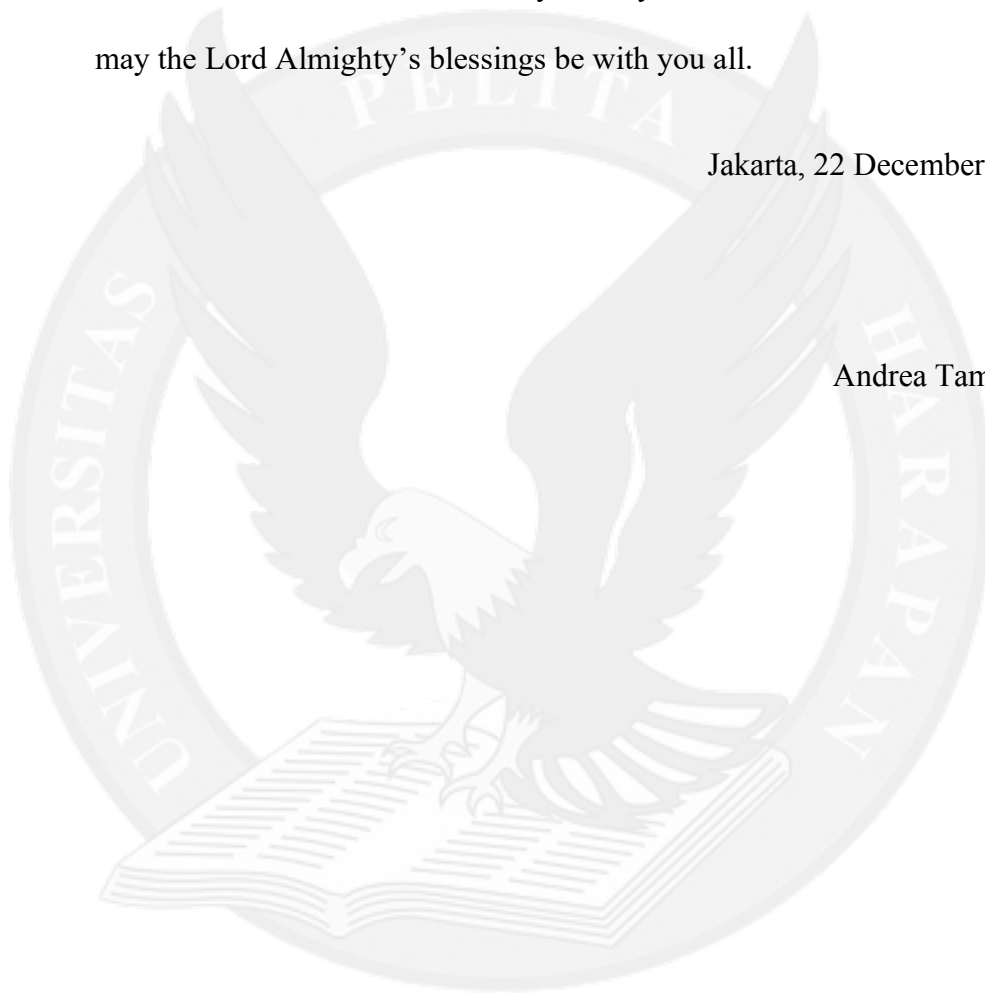 may the Lord Almighty’s blessings be with you all.
PELITA
Jakarta, 22 December
Andrea Tam
UNIVERSITAS
HARAPAN